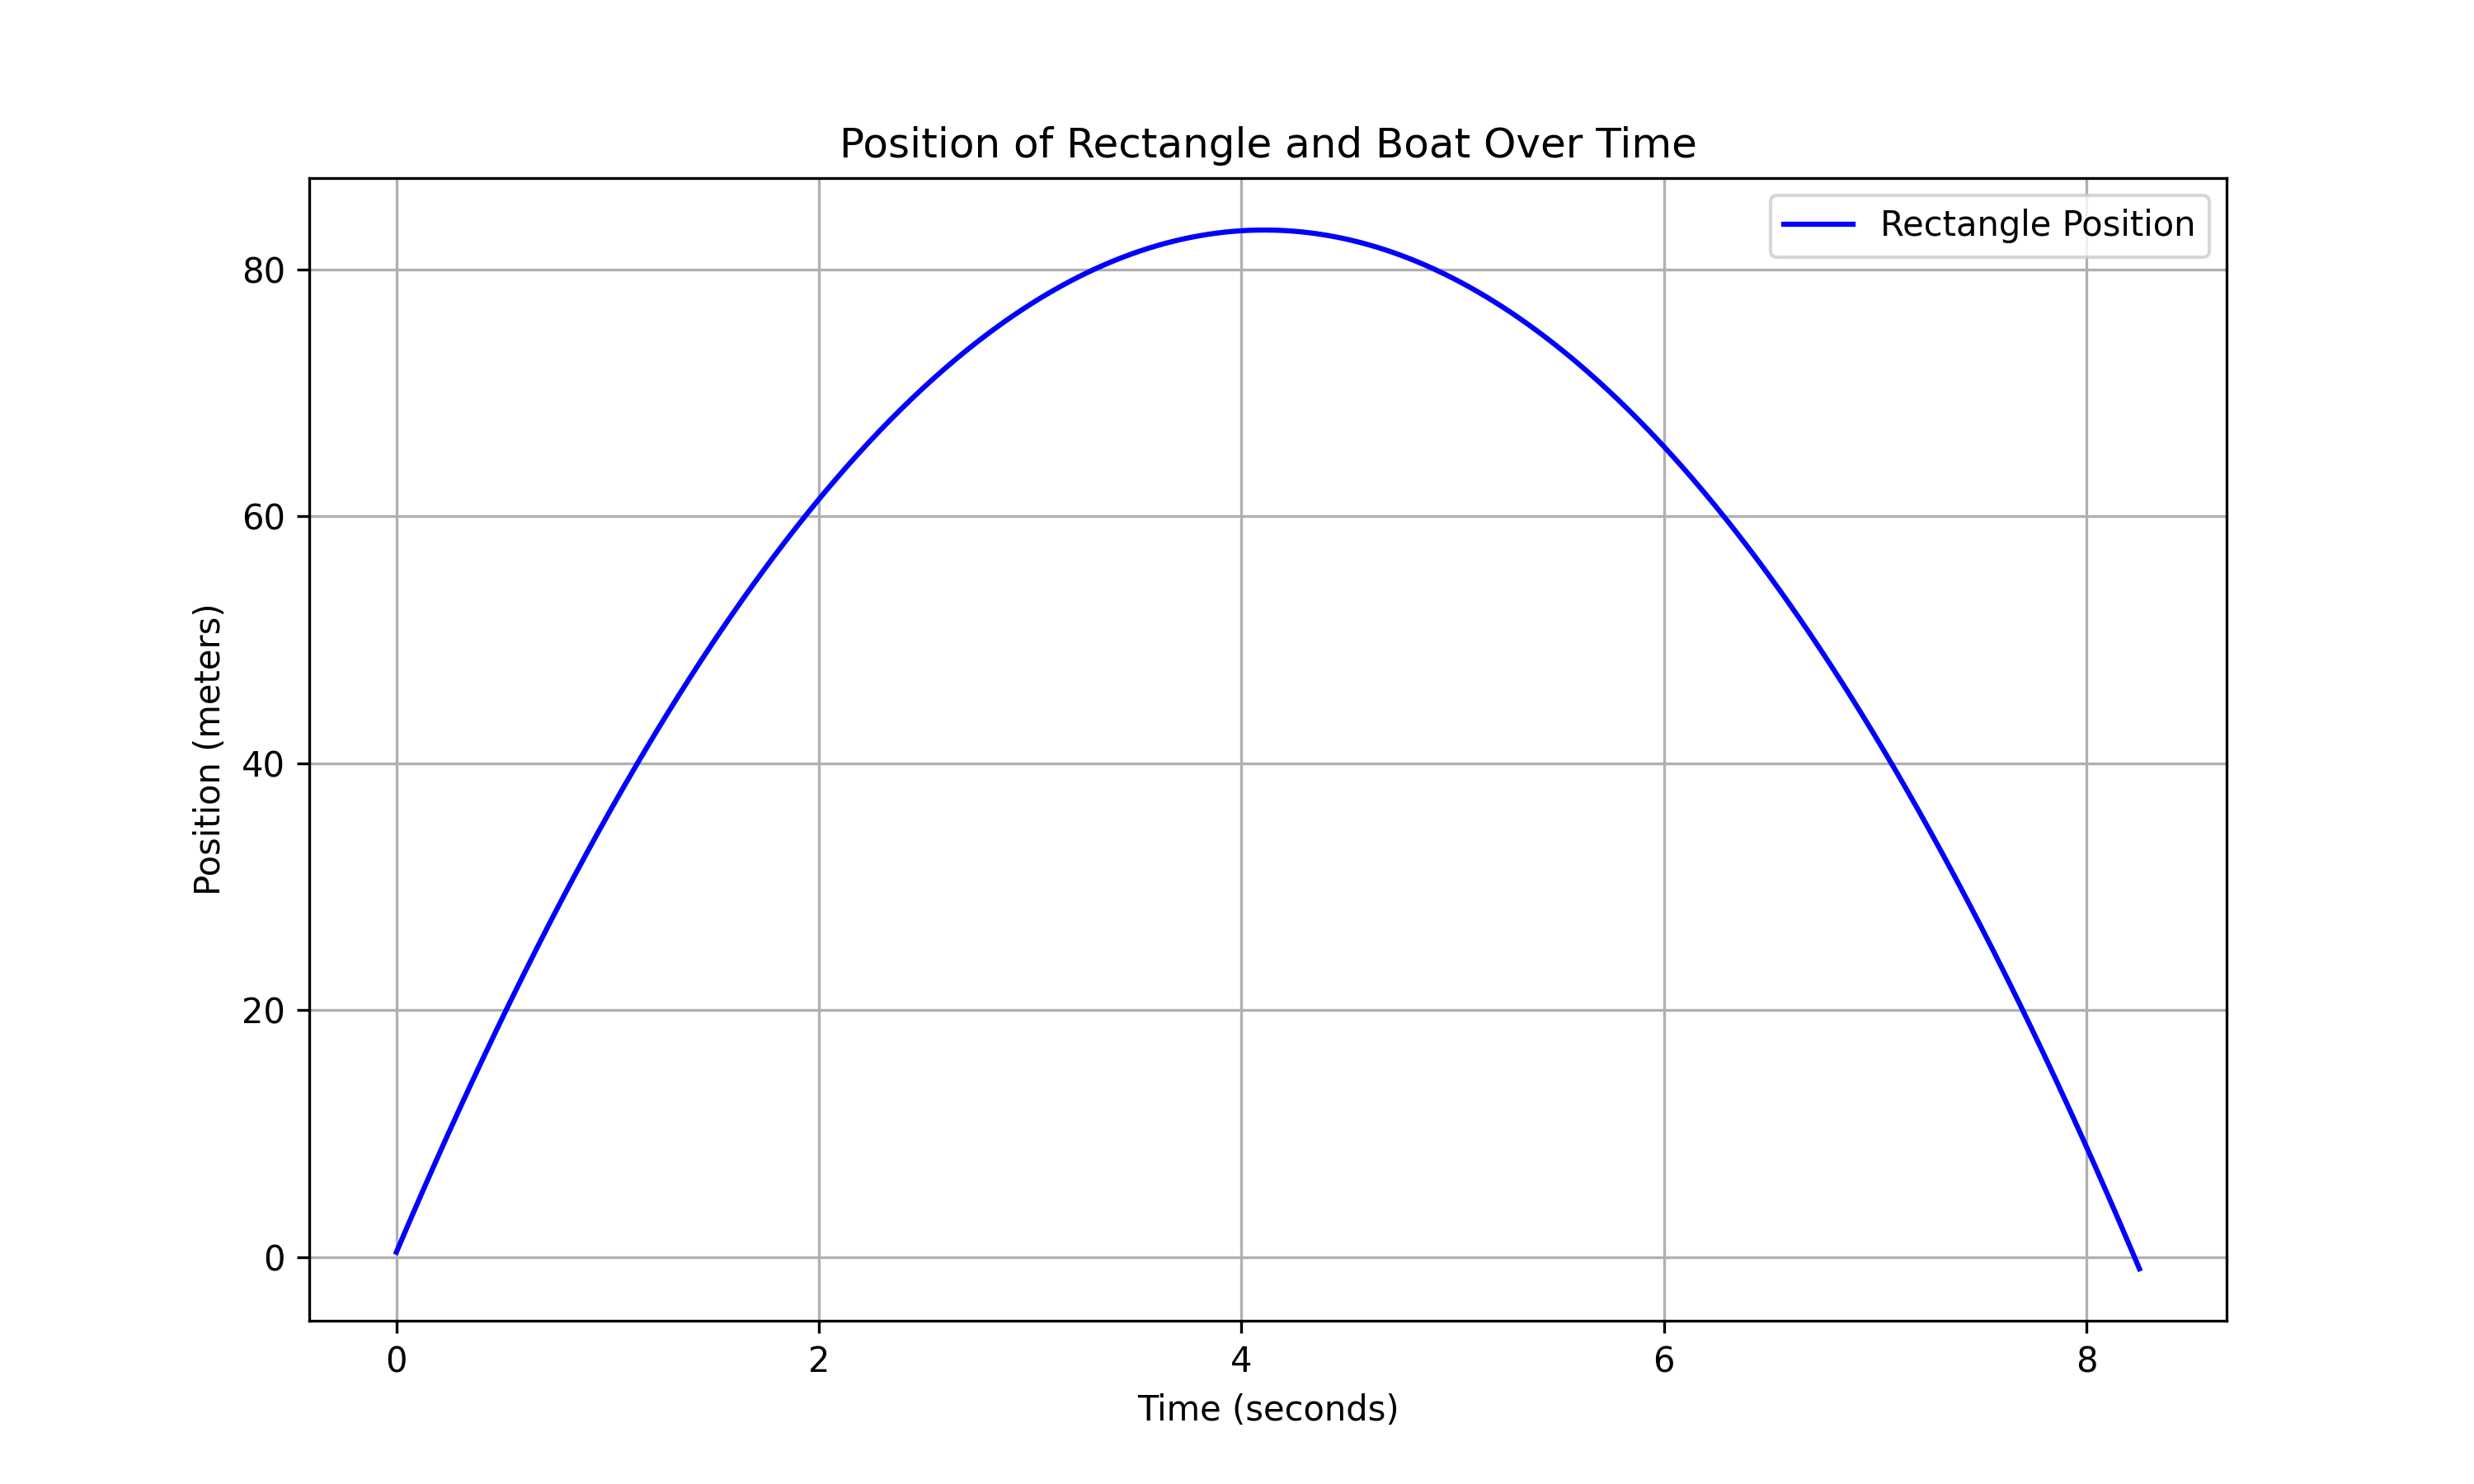 Position of Rectangle and Boat Over Time
Rectangle Position
80
60
40
20
0
Position (meters)
0 2 4 6 8
Time (seconds)